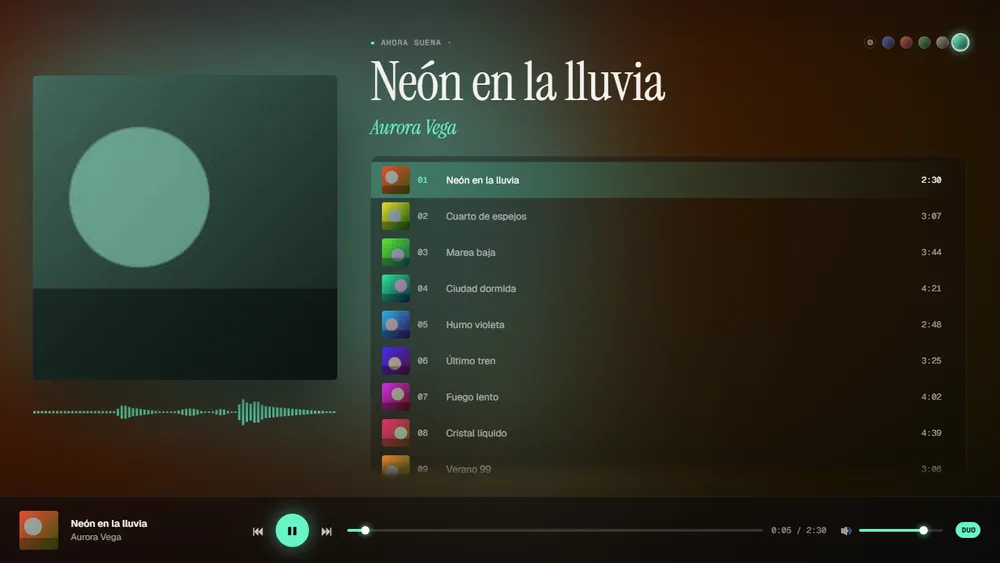 AHORA SUENA
Neón en la lluvia
Aurora Vega
01 Neón en la lluvia 2:30
02 Cuarto de espejos 3:07
03 Marea baja 3:44
04 Ciudad dormida 4:21
05 Humo violeta 2:48
06 Último tren 3:25
07 Fuego lento 4:02
08 Cristal líquido 4:39
09 Verano 99 3:06
Neón en la lluvia
Aurora Vega
0:05 / 2:30
DUO